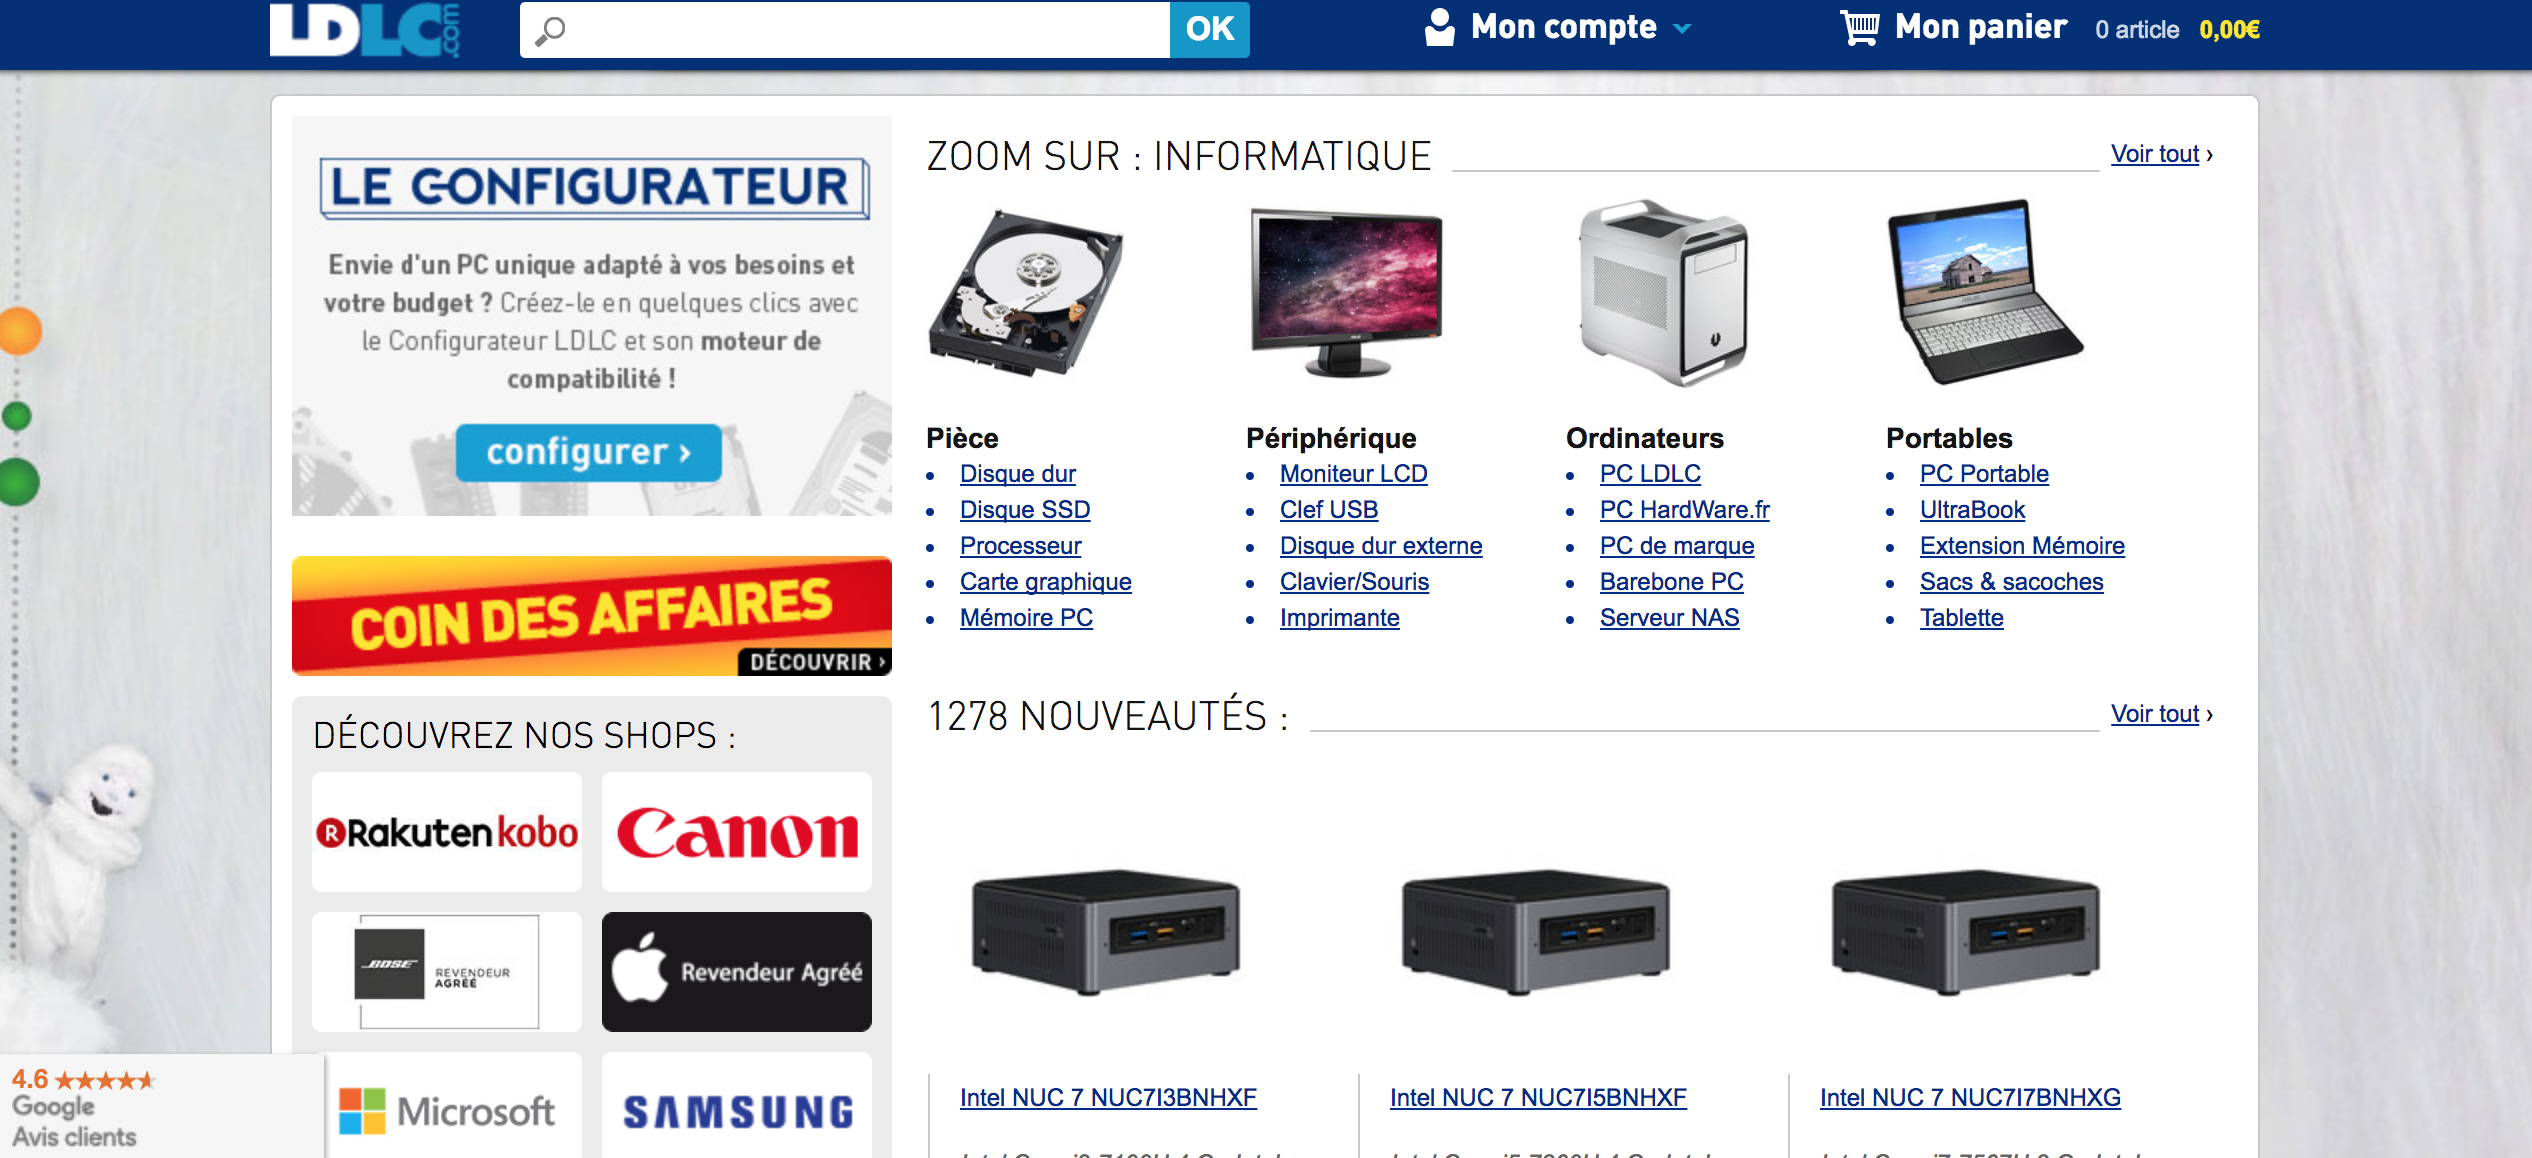 LDLC.com
OK
Mon compte
Mon panier 0 article 0,00€
LE CONFIGURATEUR
Envie d'un PC unique adapté à vos besoins et
votre budget ? Créez-le en quelques clics avec
le Configurateur LDLC et son moteur de
compatibilité !
configurer ›
COIN DES AFFAIRES
DÉCOUVRIR ›
DÉCOUVREZ NOS SHOPS :
Rakuten kobo
Canon
BOSE
REVENDEUR
AGRÉÉ
Revendeur Agréé
Microsoft
SAMSUNG
4.6
Google
Avis clients
ZOOM SUR : INFORMATIQUE
Voir tout ›
Pièce
Disque dur
Disque SSD
Processeur
Carte graphique
Mémoire PC
Périphérique
Moniteur LCD
Clef USB
Disque dur externe
Clavier/Souris
Imprimante
Ordinateurs
PC LDLC
PC HardWare.fr
PC de marque
Barebone PC
Serveur NAS
Portables
PC Portable
UltraBook
Extension Mémoire
Sacs & sacoches
Tablette
1278 NOUVEAUTÉS :
Voir tout ›
Intel NUC 7 NUC7I3BNHXF
Intel NUC 7 NUC7I5BNHXF
Intel NUC 7 NUC7I7BNHXG